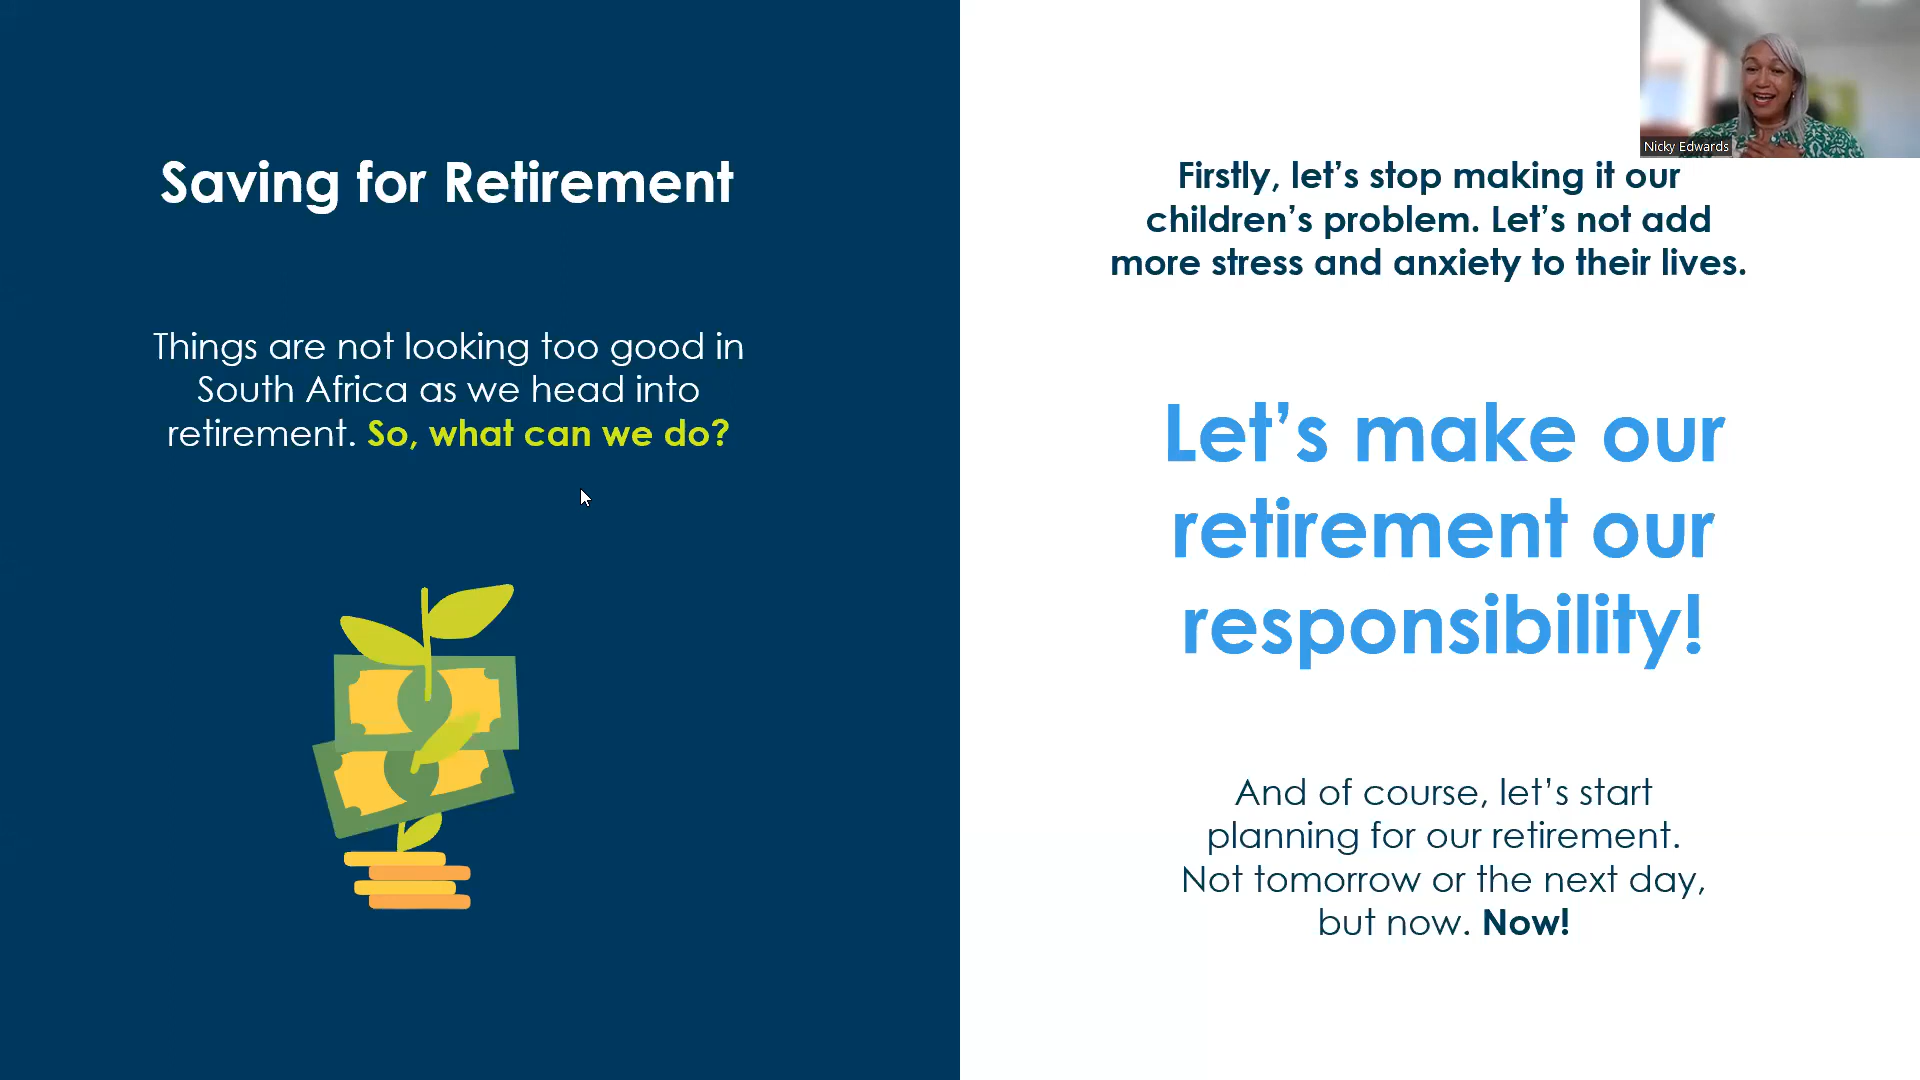 Saving for Retirement
Things are not looking too good in
South Africa as we head into
retirement. So, what can we do?
Nicky Edwards
Firstly, let’s stop making it our
children’s problem. Let’s not add
more stress and anxiety to their lives.
Let’s make our
retirement our
responsibility!
And of course, let’s start
planning for our retirement.
Not tomorrow or the next day,
but now. Now!